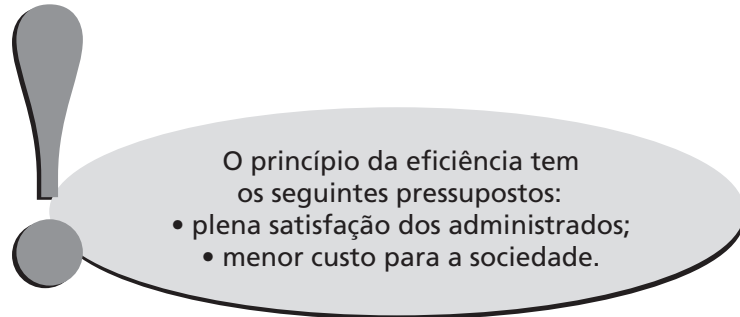 O princípio da eficiência tem
os seguintes pressupostos:
• plena satisfação dos administrados;
• menor custo para a sociedade.